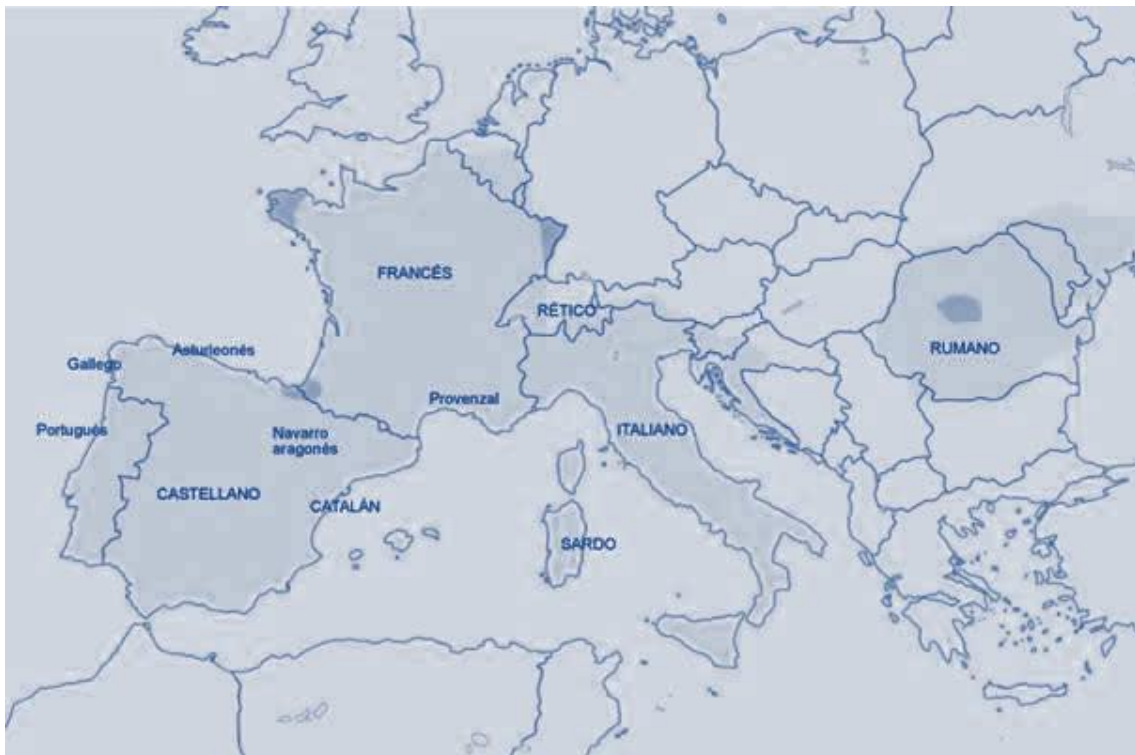 FRANCÉS
RÉTICO
Asturleonés
RUMANO
Gallego
Provenzal
Portugués
Navarro
aragonés
ITALIANO
CASTELLANO
CATALÁN
SARDO